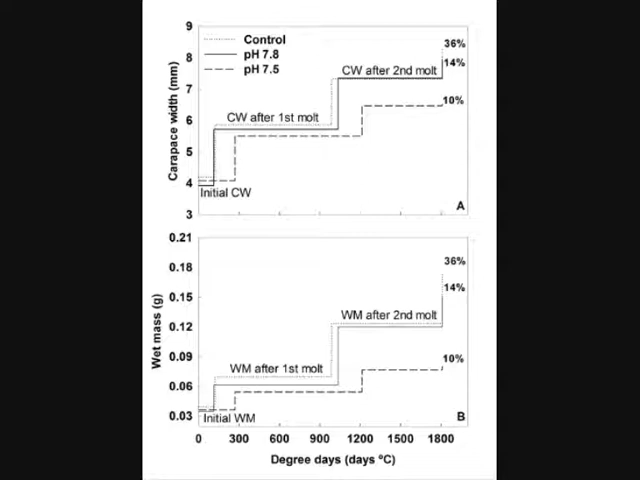 9
8
7
6
5
4
3
Carapace width (mm)
Control
pH 7.8
pH 7.5
36%
14%
10%
CW after 2nd molt
CW after 1st molt
Initial CW
A
0.21
0.18
0.15
0.12
0.09
0.06
0.03
Wet mass (g)
36%
14%
10%
WM after 2nd molt
WM after 1st molt
Initial WM
B
0 300 600 900 1200 1500 1800
Degree days (days ºC)